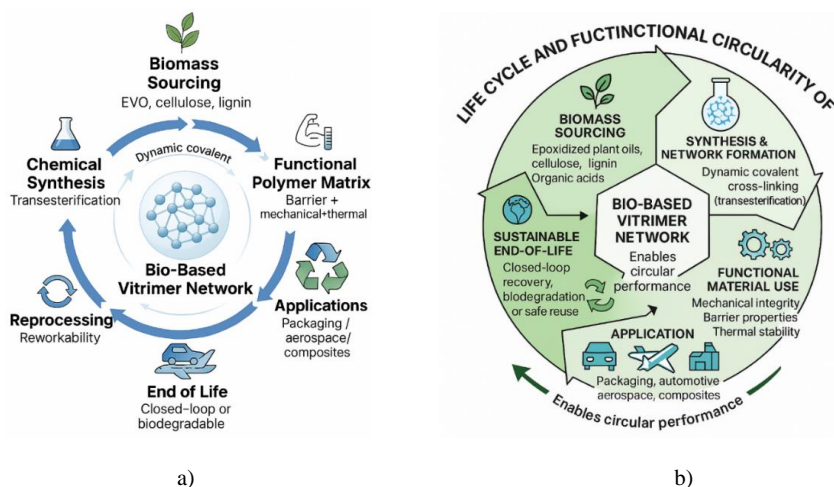 Biomass
Sourcing
EVO, cellulose, lignin
Chemical
Synthesis
Transesterification
Dynamic covalent
Functional
Polymer Matrix
Barrier +
mechanical+thermal
Bio-Based
Vitrimer Network
Reprocessing
Reworkability
Applications
Packaging /
aerospace/
composites
End of Life
Closed-loop or
biodegradable
a)
LIFE CYCLE AND FUCTINCTIONAL CIRCULARITY OF
BIOMASS
SOURCING
Epoxidized plant oils,
cellulose, lignin
Organic acids
SYNTHESIS &
NETWORK FORMATION
Dynamic covalent
cross-linking
(transesterification)
BIO-BASED
VITRIMER
NETWORK
Enables
circular
performance
SUSTAINABLE
END-OF-LIFE
Closed-loop
recovery,
biodegradation
or safe reuse
FUNCTIONAL
MATERIAL USE
Mechanical integrity
Barrier properties
Thermal stability
APPLICATION
Packaging, automotive
aerospace, composites
Enables circular performance
b)